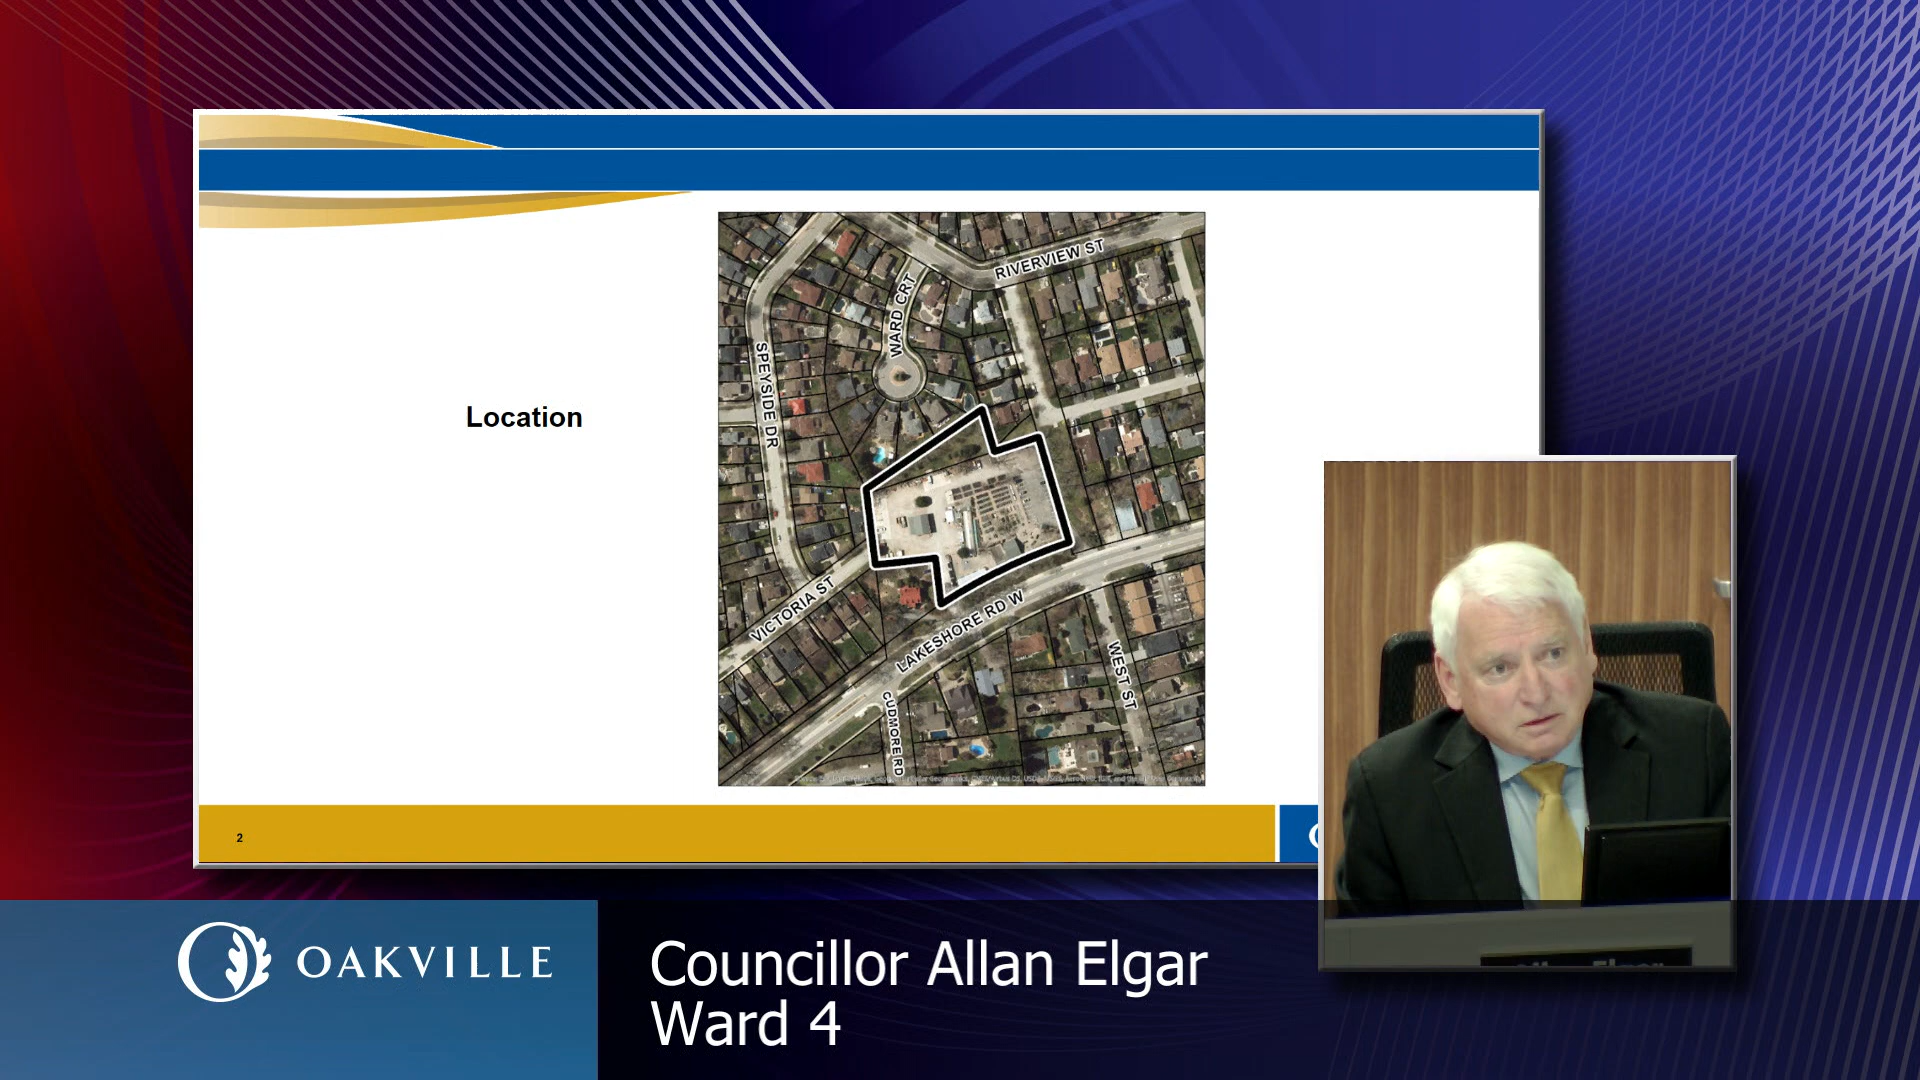 Location
RIVERVIEW ST
WARD CRT
SPEYSIDE DR
VICTORIA ST
LAKESHORE RD W
WEST ST
CUDMORE RD
2
OAKVILLE
Councillor Allan Elgar
Ward 4